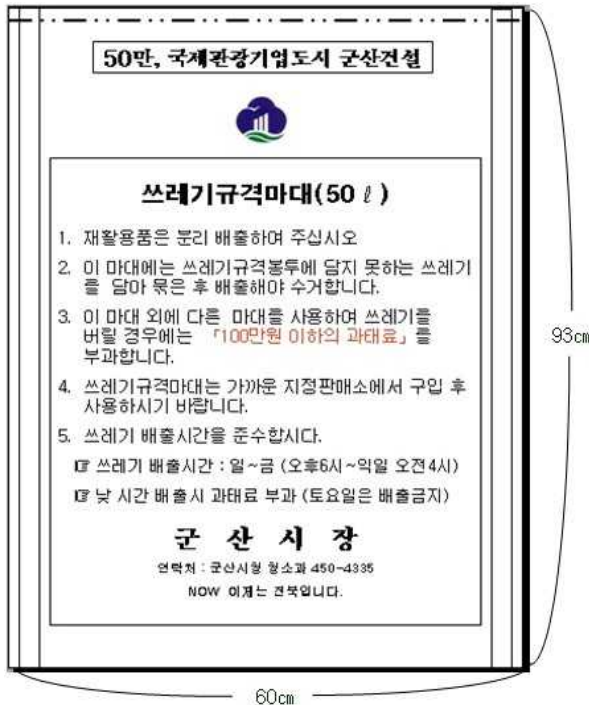 50만, 국제관광기업도시 군산건설
쓰레기규격마대(50ℓ)
1. 재활용품은 분리 배출하여 주십시오
2. 이 마대에는 쓰레기규격봉투에 담지 못하는 쓰레기
를 담아 묶은 후 배출해야 수거합니다.
3. 이 마대 외에 다른 마대를 사용하여 쓰레기를
버릴 경우에는 「100만원 이하의 과태료」를
부과합니다.
4. 쓰레기규격마대는 가까운 지정판매소에서 구입 후
사용하시기 바랍니다.
5. 쓰레기 배출시간을 준수합시다.
☞ 쓰레기 배출시간 : 일~금 (오후6시~익일 오전4시)
☞ 낮 시간 배출시 과태료 부과 (토요일은 배출금지)
군 산 시 장
연락처 : 군산시청 청소과 450-4335
NOW 이제는 전북입니다.
93㎝
60㎝